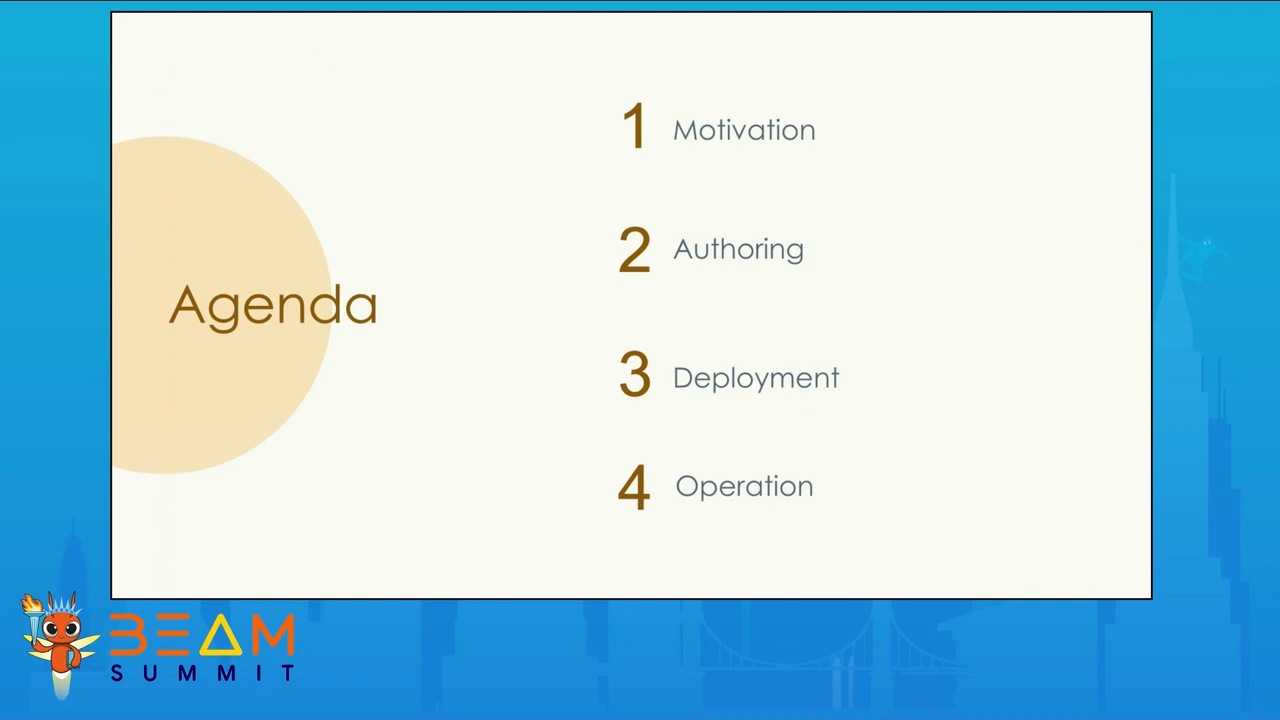 Agenda
1 Motivation
2 Authoring
3 Deployment
4 Operation
BEAM
SUMMIT